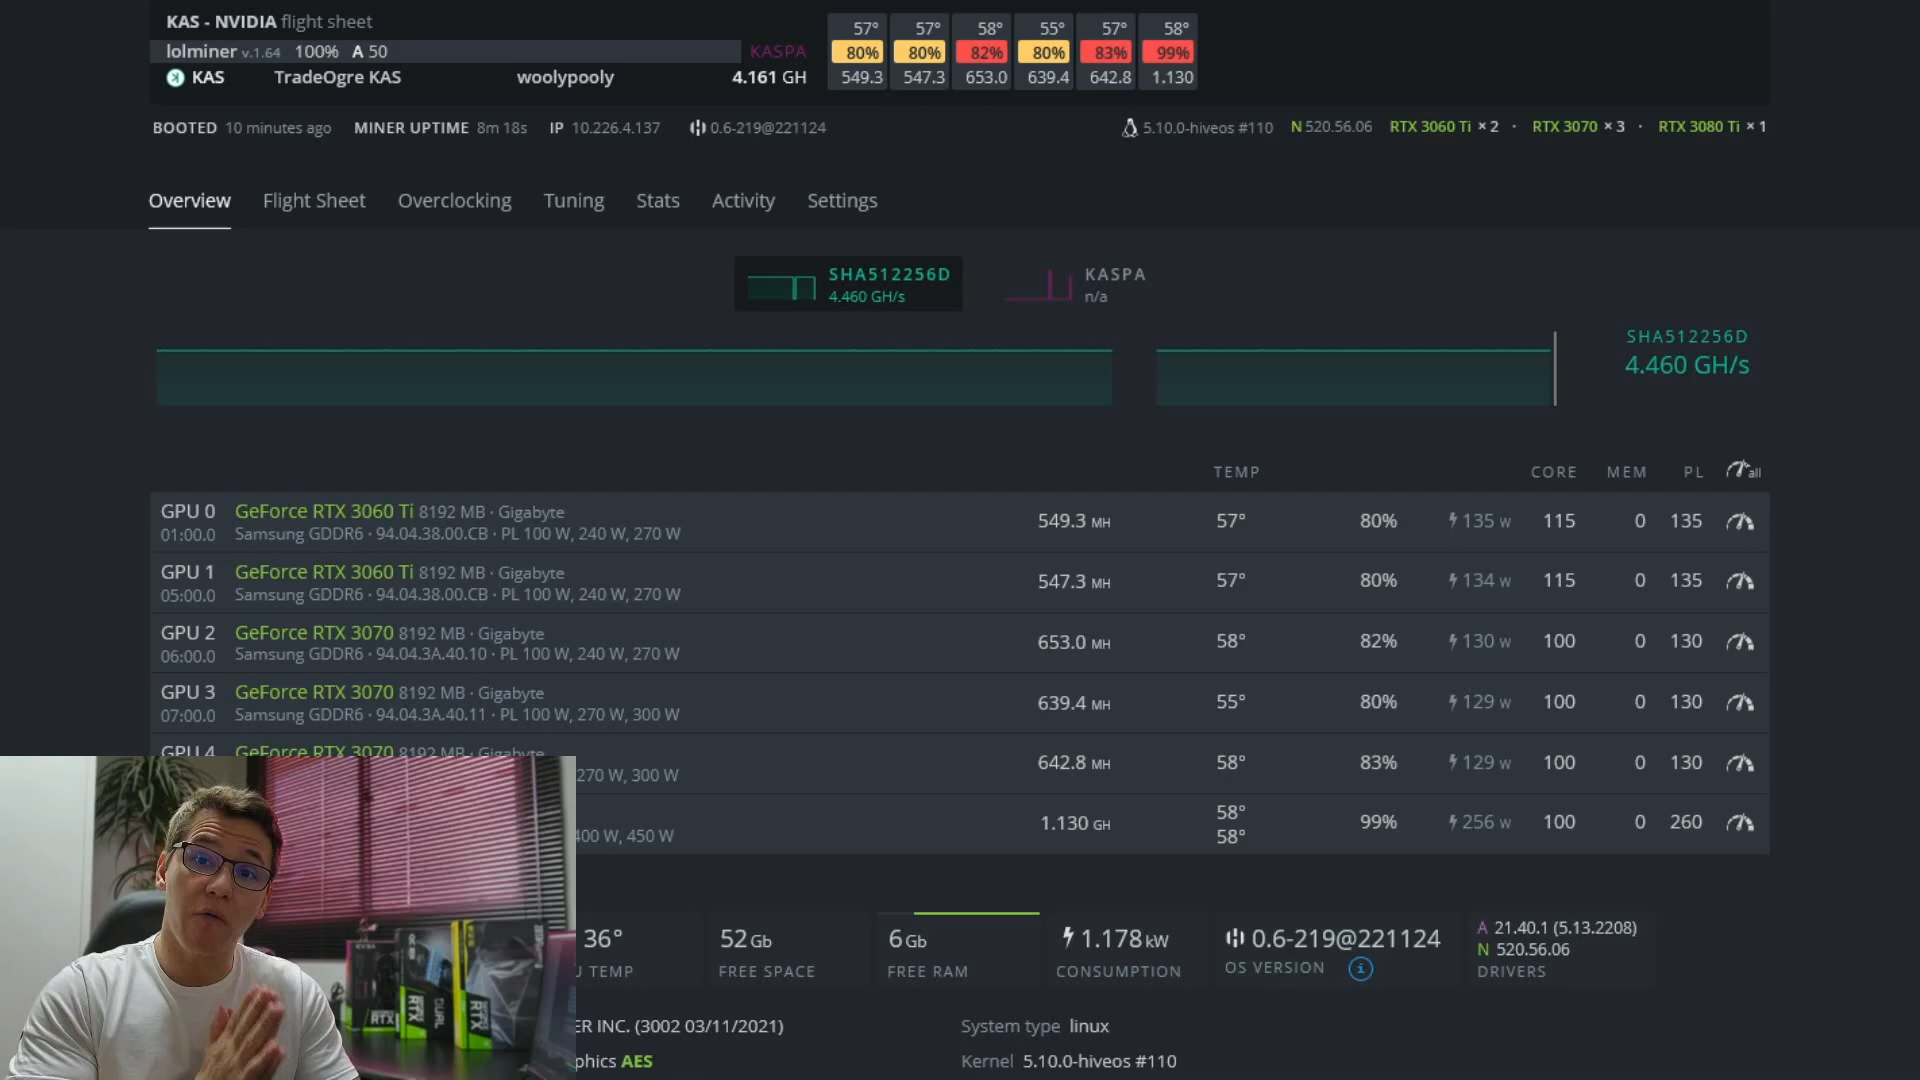 KAS - NVIDIA flight sheet
lolminer v.1.64 100% A 50 KASPA
KAS TradeOgre KAS woolypooly 4.161 GH
57° 57° 58° 55° 57° 58°
80% 80% 82% 80% 83% 99%
549.3 547.3 653.0 639.4 642.8 1.130
BOOTED 10 minutes ago MINER UPTIME 8m 18s IP 10.226.4.137 0.6-219@221124 5.10.0-hiveos #110 N 520.56.06 RTX 3060 Ti × 2 · RTX 3070 × 3 · RTX 3080 Ti × 1
Overview Flight Sheet Overclocking Tuning Stats Activity Settings
SHA512256D
4.460 GH/s
KASPA
n/a
SHA512256D
4.460 GH/s
TEMP CORE MEM PL all
GPU 0 GeForce RTX 3060 Ti 8192 MB · Gigabyte 549.3 MH 57° 80% 135 W 115 0 135
01:00.0 Samsung GDDR6 · 94.04.38.00.CB · PL 100 W, 240 W, 270 W
GPU 1 GeForce RTX 3060 Ti 8192 MB · Gigabyte 547.3 MH 57° 80% 134 W 115 0 135
05:00.0 Samsung GDDR6 · 94.04.38.00.CB · PL 100 W, 240 W, 270 W
GPU 2 GeForce RTX 3070 8192 MB · Gigabyte 653.0 MH 58° 82% 130 W 100 0 130
06:00.0 Samsung GDDR6 · 94.04.3A.40.10 · PL 100 W, 240 W, 270 W
GPU 3 GeForce RTX 3070 8192 MB · Gigabyte 639.4 MH 55° 80% 129 W 100 0 130
07:00.0 Samsung GDDR6 · 94.04.3A.40.11 · PL 100 W, 270 W, 300 W
GPU 4 GeForce RTX 3070 8192 MB · Gigabyte 642.8 MH 58° 83% 129 W 100 0 130
270 W, 300 W
1.130 GH 58° 99% 256 W 100 0 260
400 W, 450 W 58°
36° 52 Gb 6 Gb 1.178 kW 0.6-219@221124
U TEMP FREE SPACE FREE RAM CONSUMPTION OS VERSION
A 21.40.1 (5.13.2208)
N 520.56.06
DRIVERS
ER INC. (3002 03/11/2021) System type linux
phics AES Kernel 5.10.0-hiveos #110
EVGA
RTX
RTX
DUAL
RTX